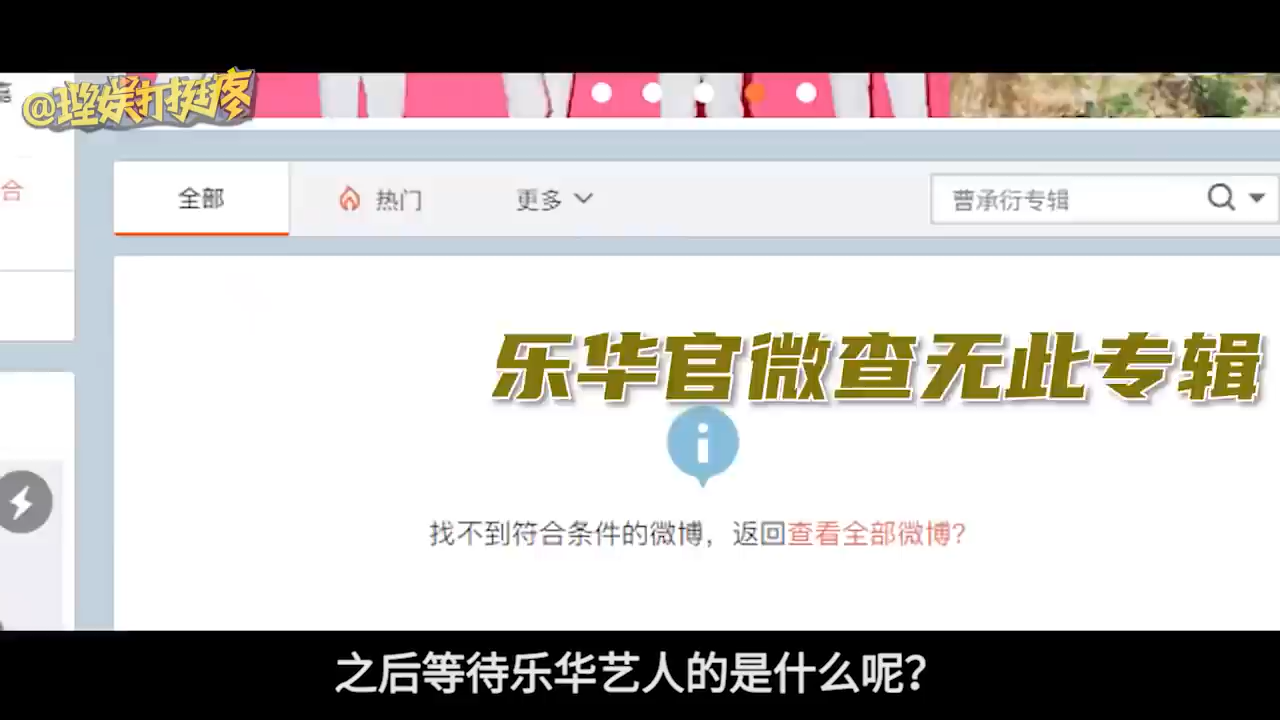 @理娱打挺疼
合
全部
热门
更多
曹承衍专辑
乐华官微查无此专辑
找不到符合条件的微博，返回查看全部微博?
之后等待乐华艺人的是什么呢?